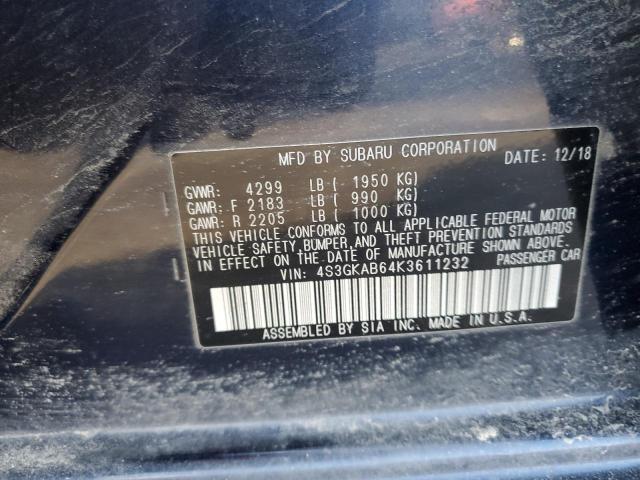 MFD BY SUBARU CORPORATION DATE: 12/18
GVWR: 4299 LB ( 1950 KG)
GAWR: F 2183 LB ( 990 KG)
GAWR: R 2205 LB ( 1000 KG)
THIS VEHICLE CONFORMS TO ALL APPLICABLE FEDERAL MOTOR
VEHICLE SAFETY, BUMPER, AND THEFT PREVENTION STANDARDS
IN EFFECT ON THE DATE OF MANUFACTURE SHOWN ABOVE.
VIN: 4S3GKAB64K3611232 PASSENGER CAR
ASSEMBLED BY SIA INC. MADE IN U.S.A.